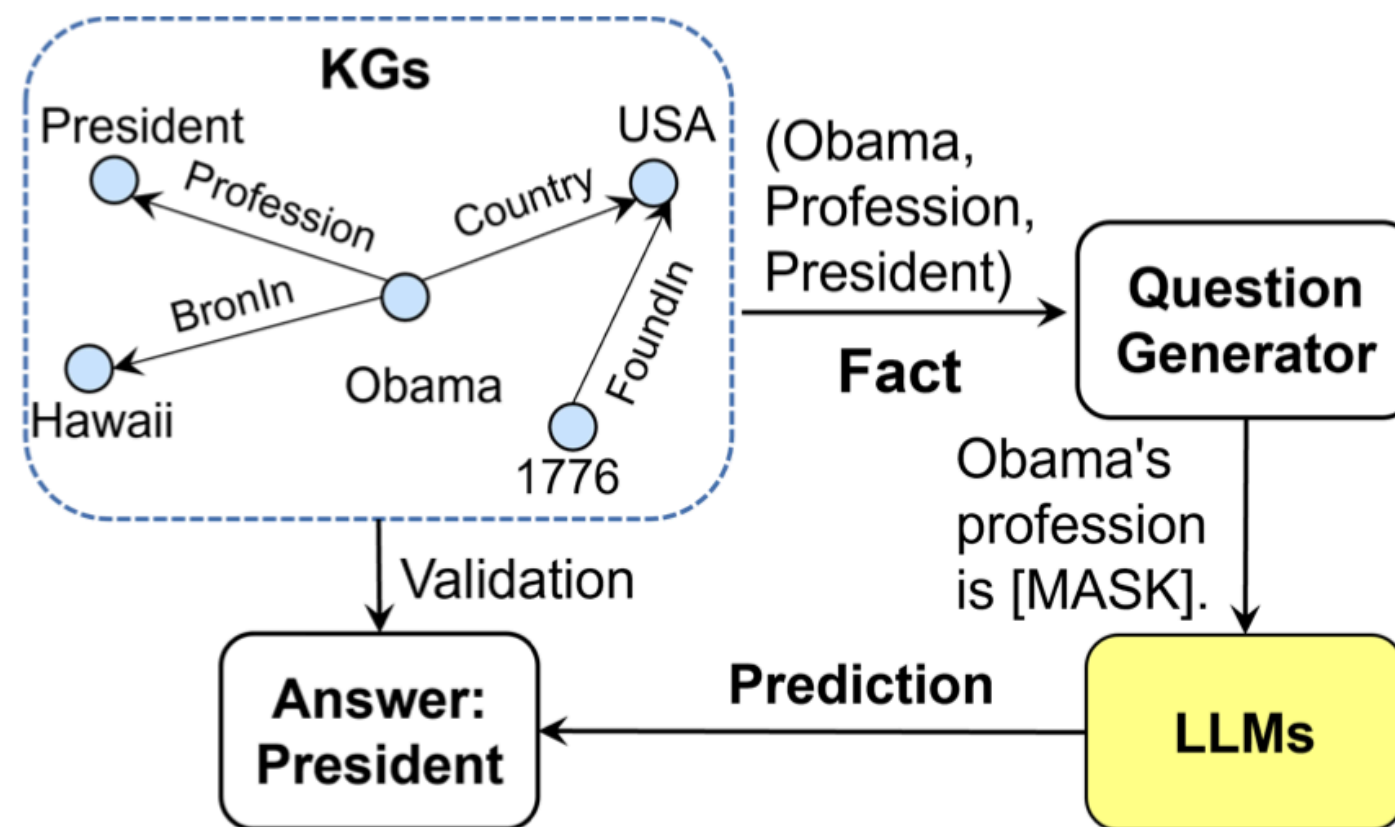 KGs
President
USA
Profession
Country
BronIn
FoundIn
Obama
Hawaii
1776
(Obama,
Profession,
President)
Fact
Question
Generator
Obama's
profession
is [MASK].
Validation
Answer:
President
Prediction
LLMs